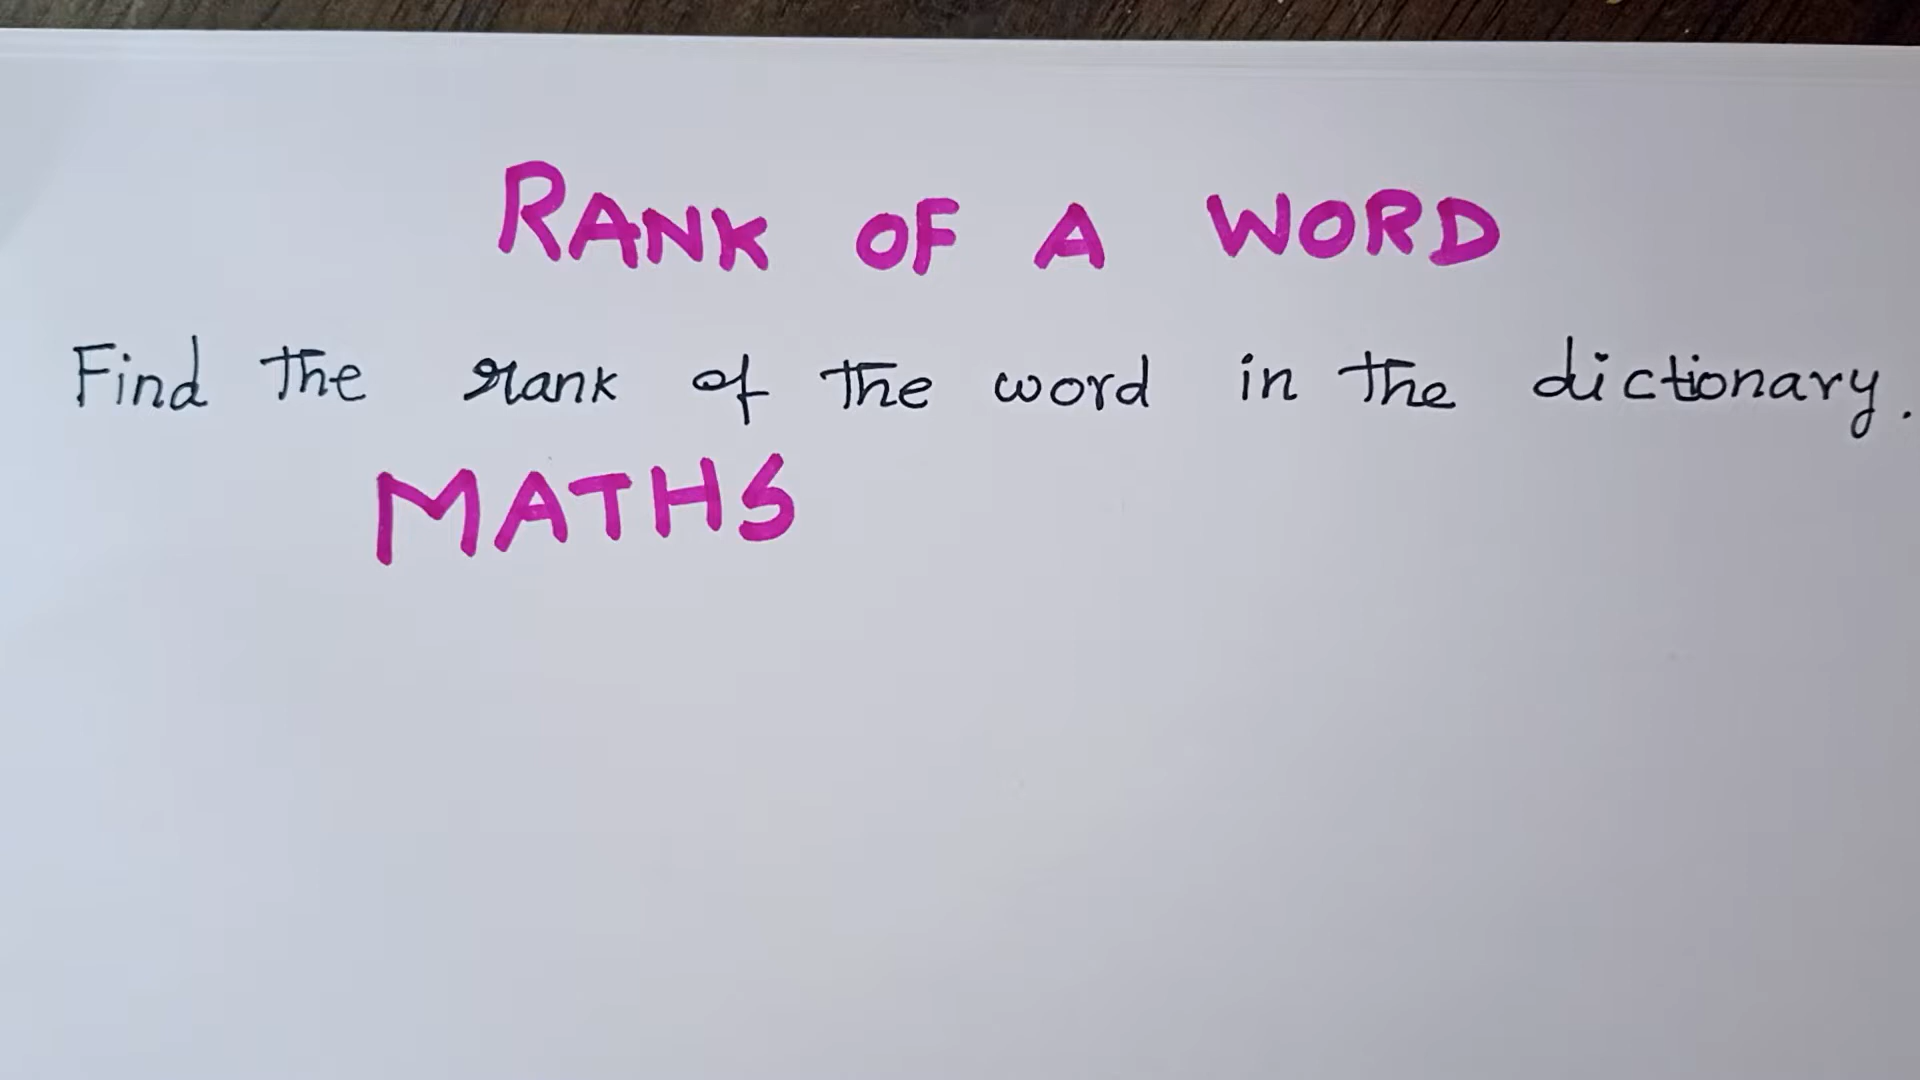 RANK OF A WORD
Find the rank of the word in the dictionary.
MATHS